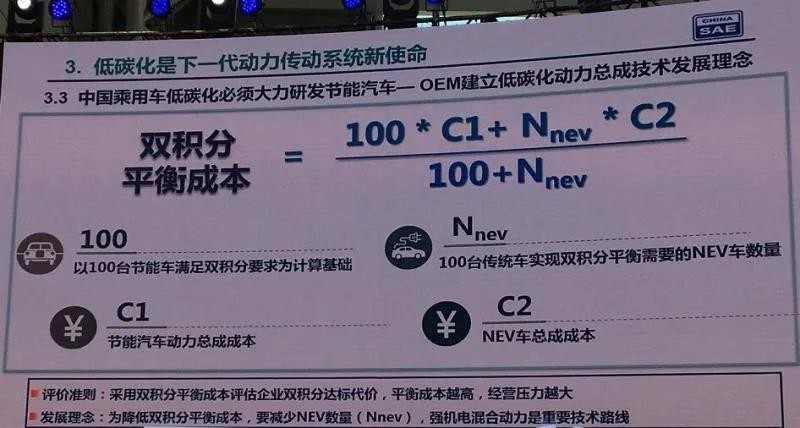 CHINA
SAE
3. 低碳化是下一代动力传动系统新使命
3.3 中国乘用车低碳化必须大力研发节能汽车— OEM建立低碳化动力总成技术发展理念
双积分
平衡成本
=
100 * C1+ Nnev * C2
100+Nnev
100
以100台节能车满足双积分要求为计算基础
Nnev
100台传统车实现双积分平衡需要的NEV车数量
¥
C1
节能汽车动力总成成本
¥
C2
NEV车总成成本
评价准则：采用双积分平衡成本评估企业双积分达标代价，平衡成本越高，经营压力越大
发展理念：为降低双积分平衡成本，要减少NEV数量（Nnev），强机电混合动力是重要技术路线